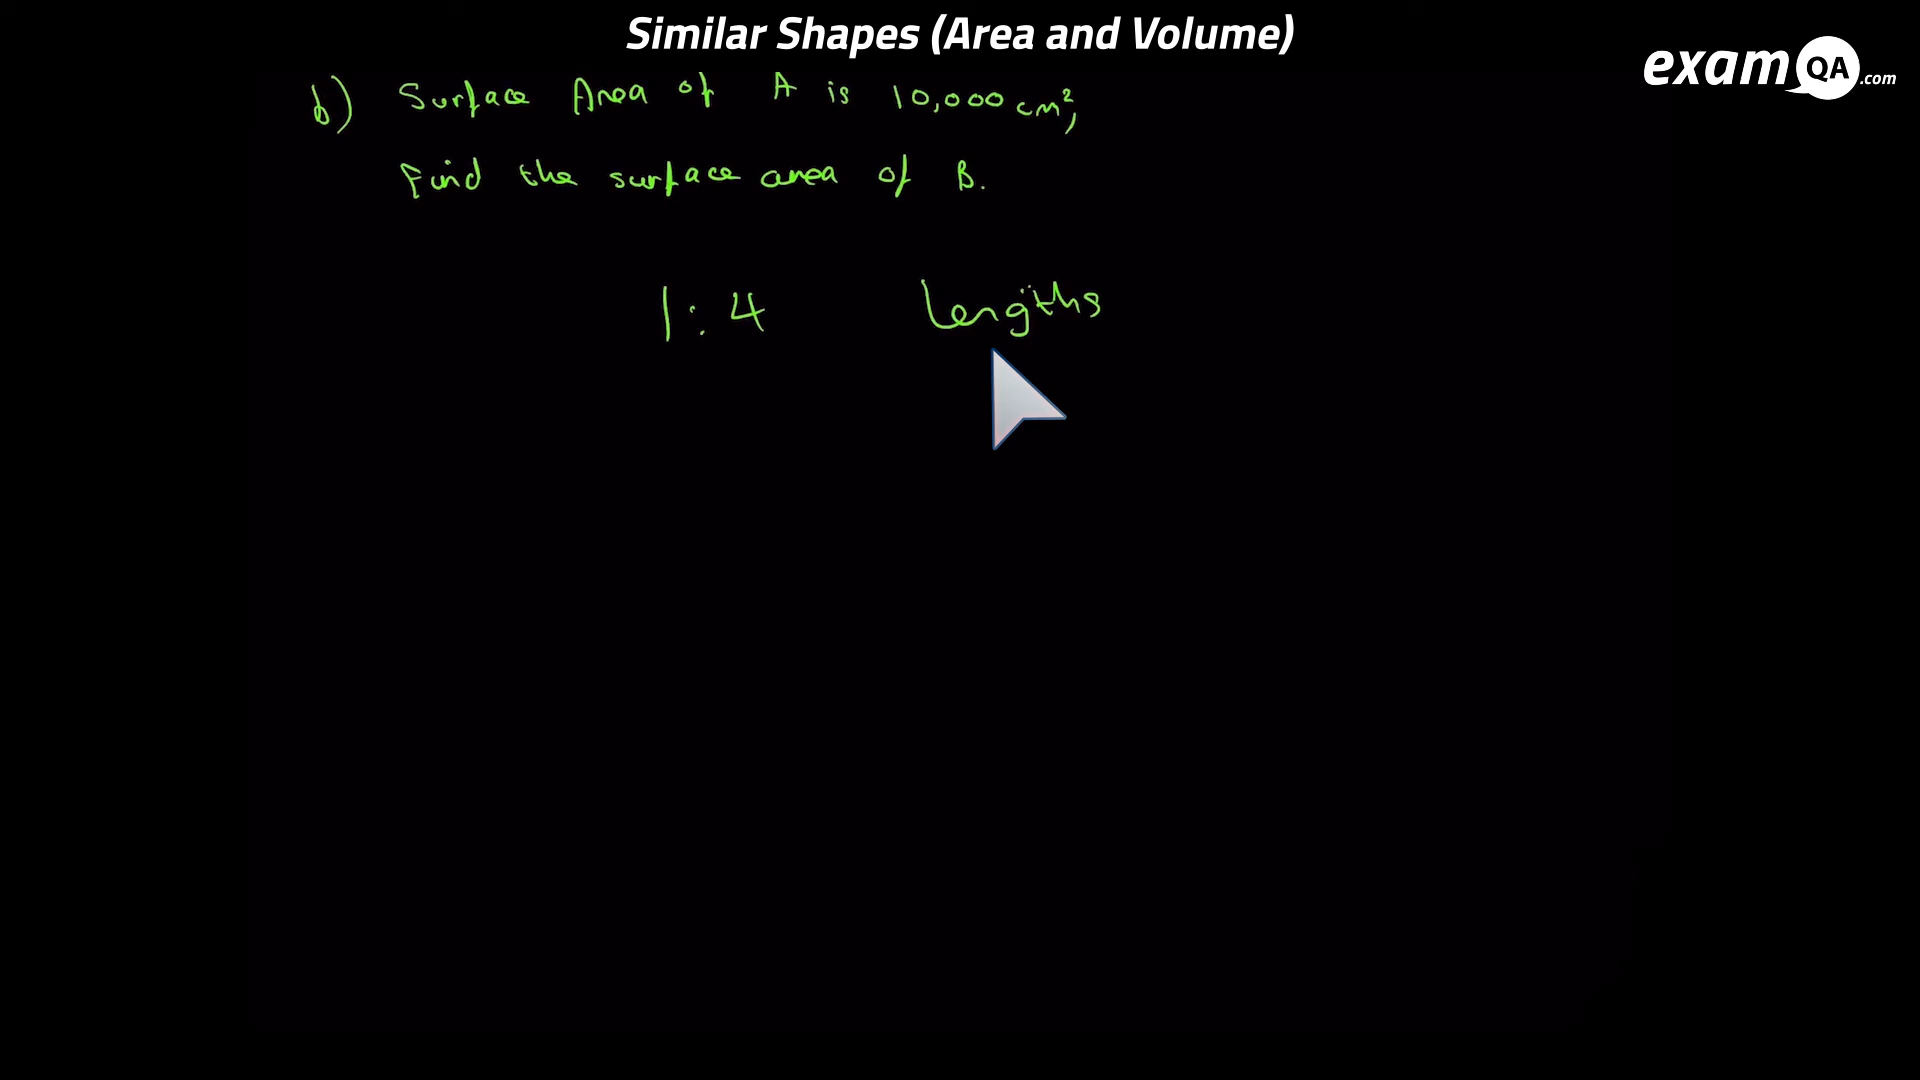 Similar Shapes (Area and Volume)
examQA.com
b) Surface Area of A is 10,000 cm²,
Find the surface area of B.
1:4 lengths